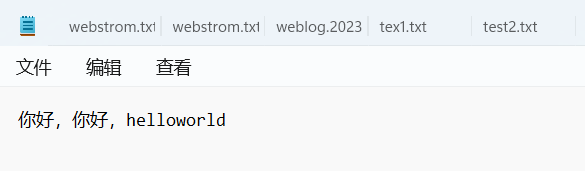 webstrom.txt webstrom.txt weblog.2023 tex1.txt test2.txt
文件 编辑 查看
你好，你好，helloworld